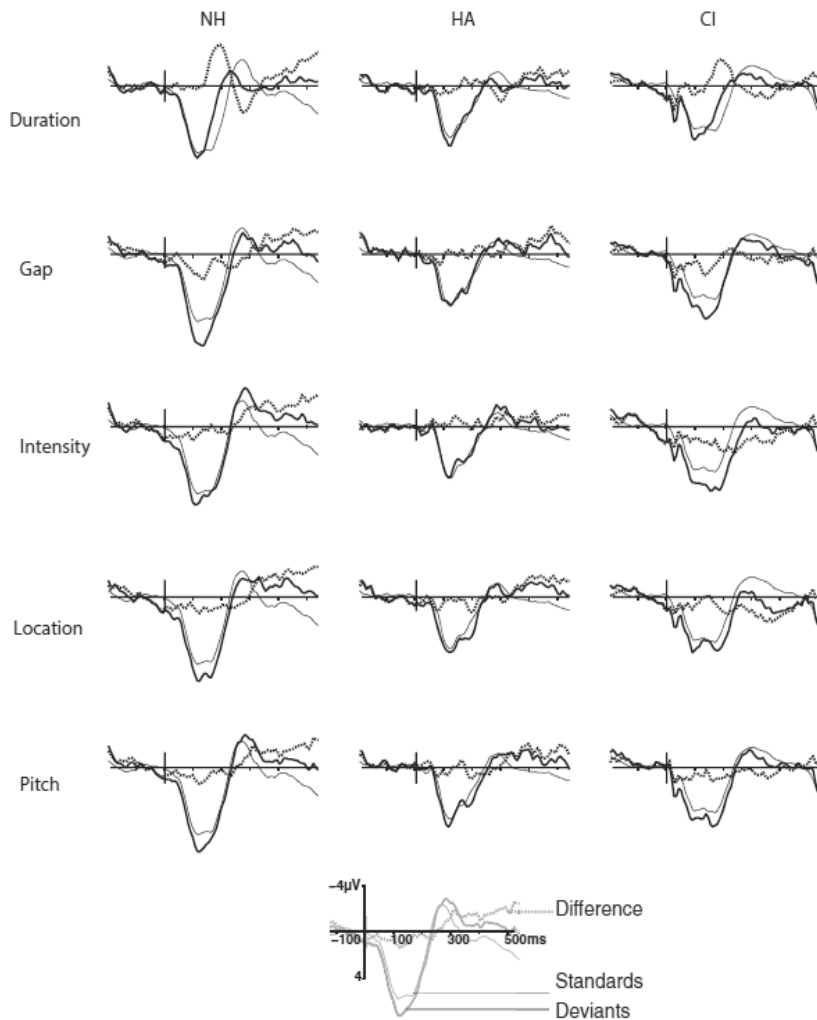 NH HA CI
Duration
Gap
Intensity
Location
Pitch
−4µV
Difference
−100 100 300 500ms
4
Standards
Deviants